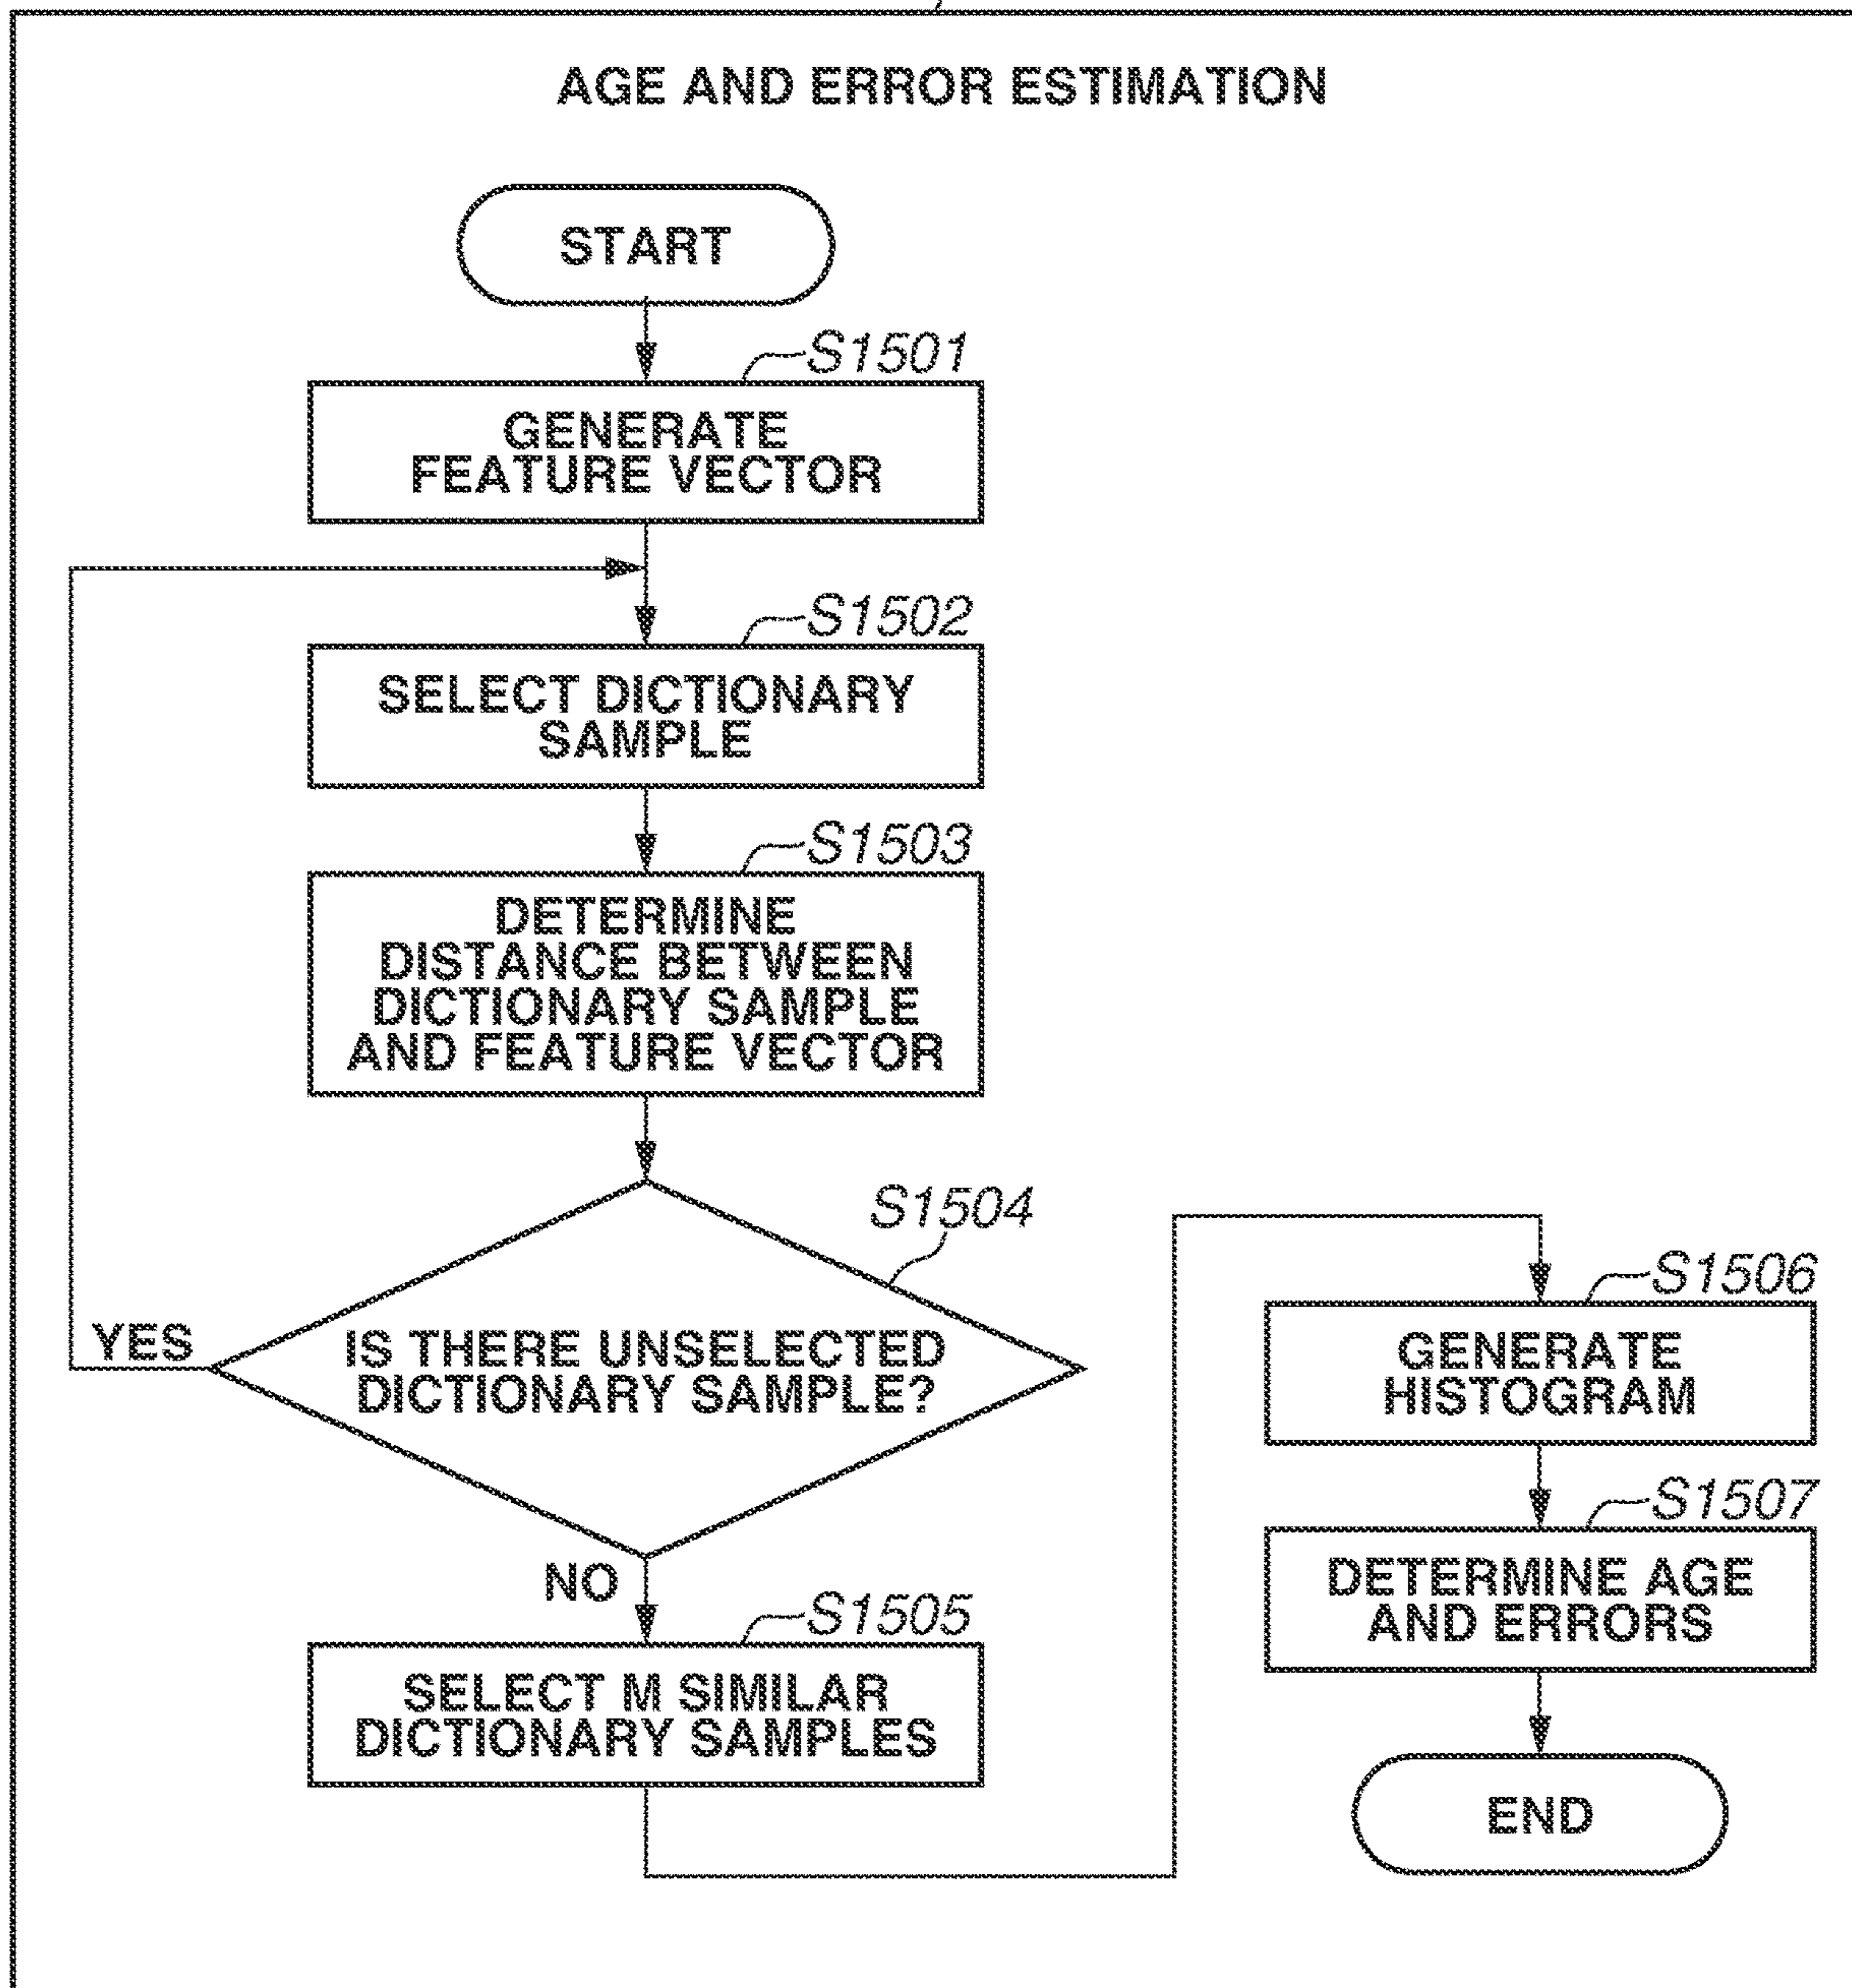 AGE AND ERROR ESTIMATION
START
S1501
GENERATE
FEATURE VECTOR
S1502
SELECT DICTIONARY
SAMPLE
S1503
DETERMINE
DISTANCE BETWEEN
DICTIONARY SAMPLE
AND FEATURE VECTOR
S1504
IS THERE UNSELECTED
DICTIONARY SAMPLE?
YES
NO
S1505
SELECT M SIMILAR
DICTIONARY SAMPLES
S1506
GENERATE
HISTOGRAM
S1507
DETERMINE AGE
AND ERRORS
END